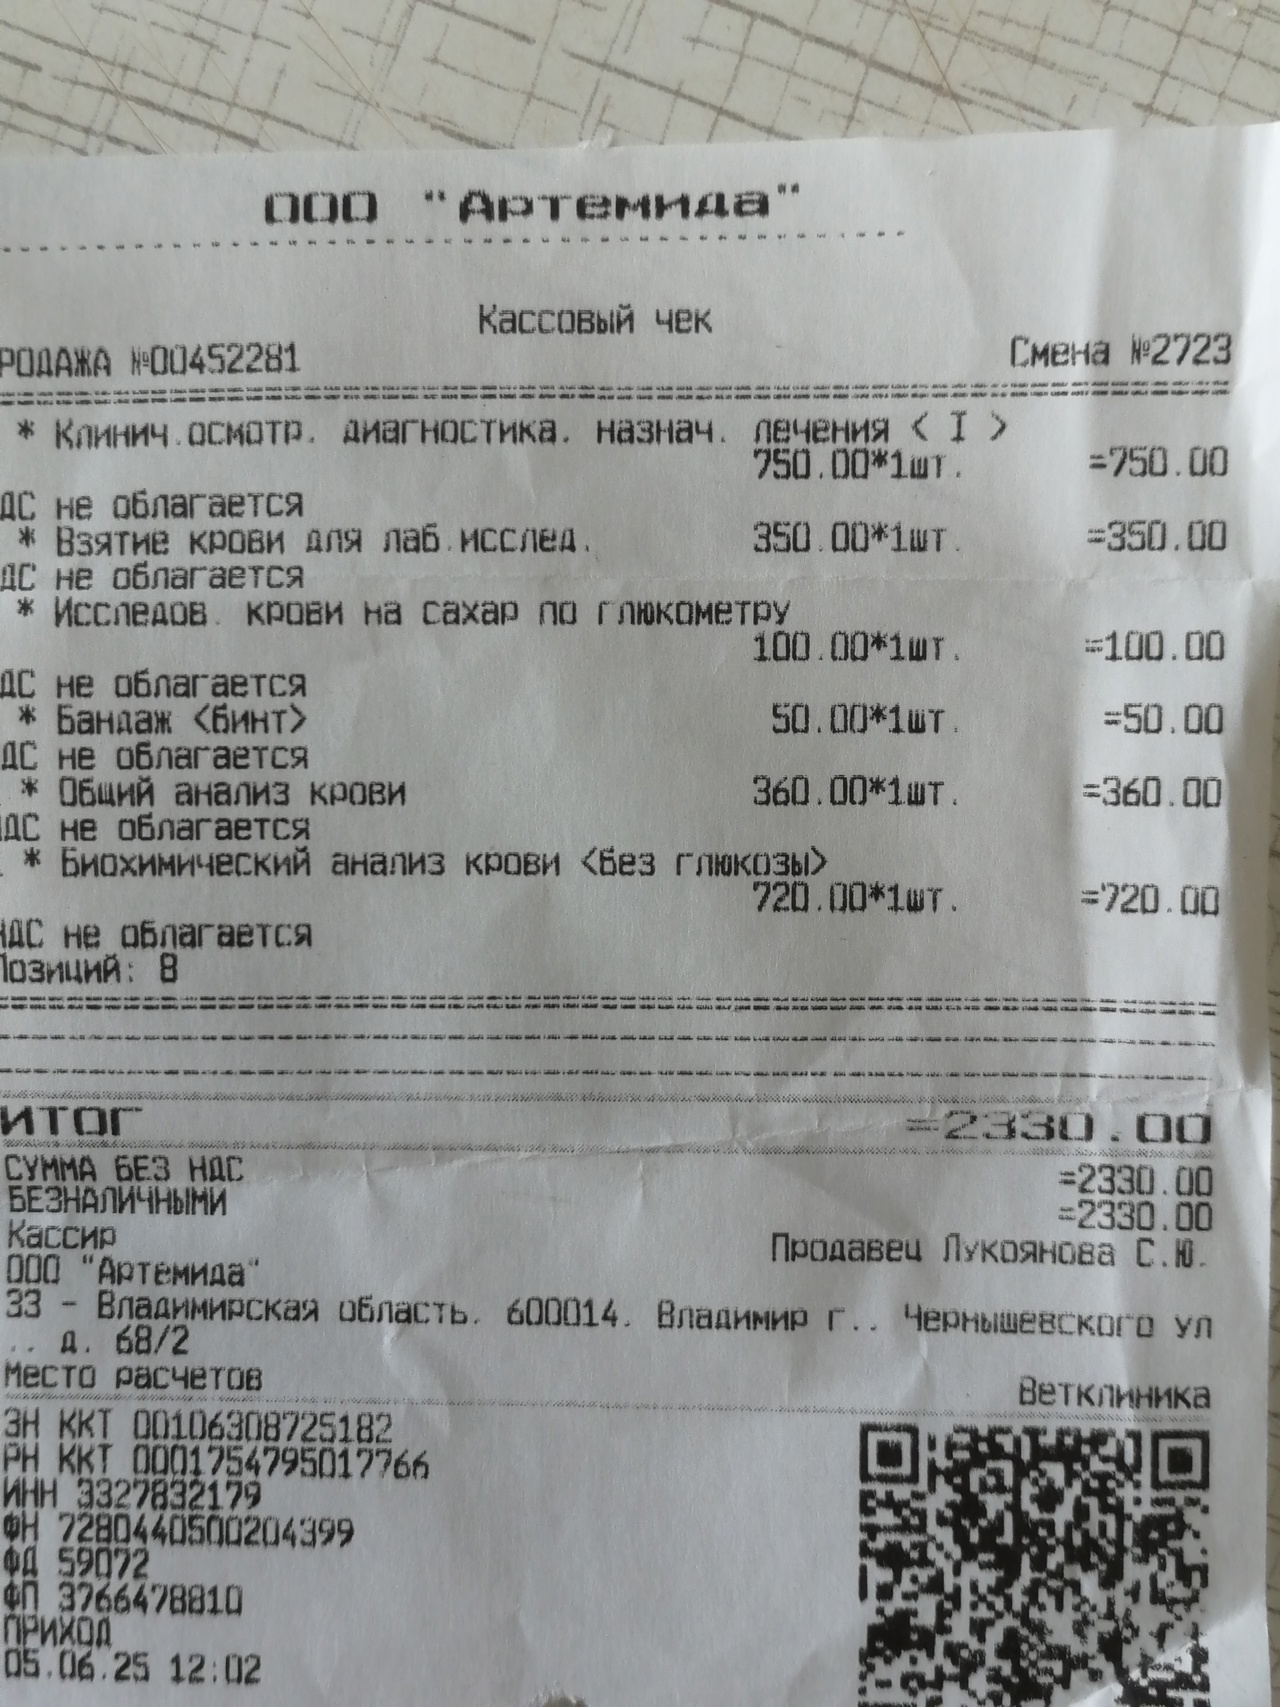 ООО "Артемида"
Кассовый чек
РОДАЖА №00452281 Смена №2723
* Клинич.осмотр, диагностика, назнач. лечения < I >
750.00*1шт. =750.00
ДС не облагается
* Взятие крови для лаб.исслед. 350.00*1шт. =350.00
ДС не облагается
* Исследов. крови на сахар по глюкометру
100.00*1шт. =100.00
ДС не облагается
* Бандаж <бинт> 50.00*1шт. =50.00
ДС не облагается
* Общий анализ крови 360.00*1шт. =360.00
НДС не облагается
* Биохимический анализ крови <без глюкозы>
720.00*1шт. =720.00
НДС не облагается
Позиций: 8
ИТОГ =2330.00
СУММА БЕЗ НДС =2330.00
БЕЗНАЛИЧНЫМИ =2330.00
Кассир Продавец Лукоянова С.Ю.
ООО "Артемида"
33 - Владимирская область, 600014, Владимир г., Чернышевского ул
., д. 68/2
Место расчетов Ветклиника
ЗН ККТ 00106308725182
РН ККТ 0001754795017766
ИНН 3327832179
ФН 7280440500204399
ФД 59072
ФП 3766478810
ПРИХОД
05.06.25 12:02